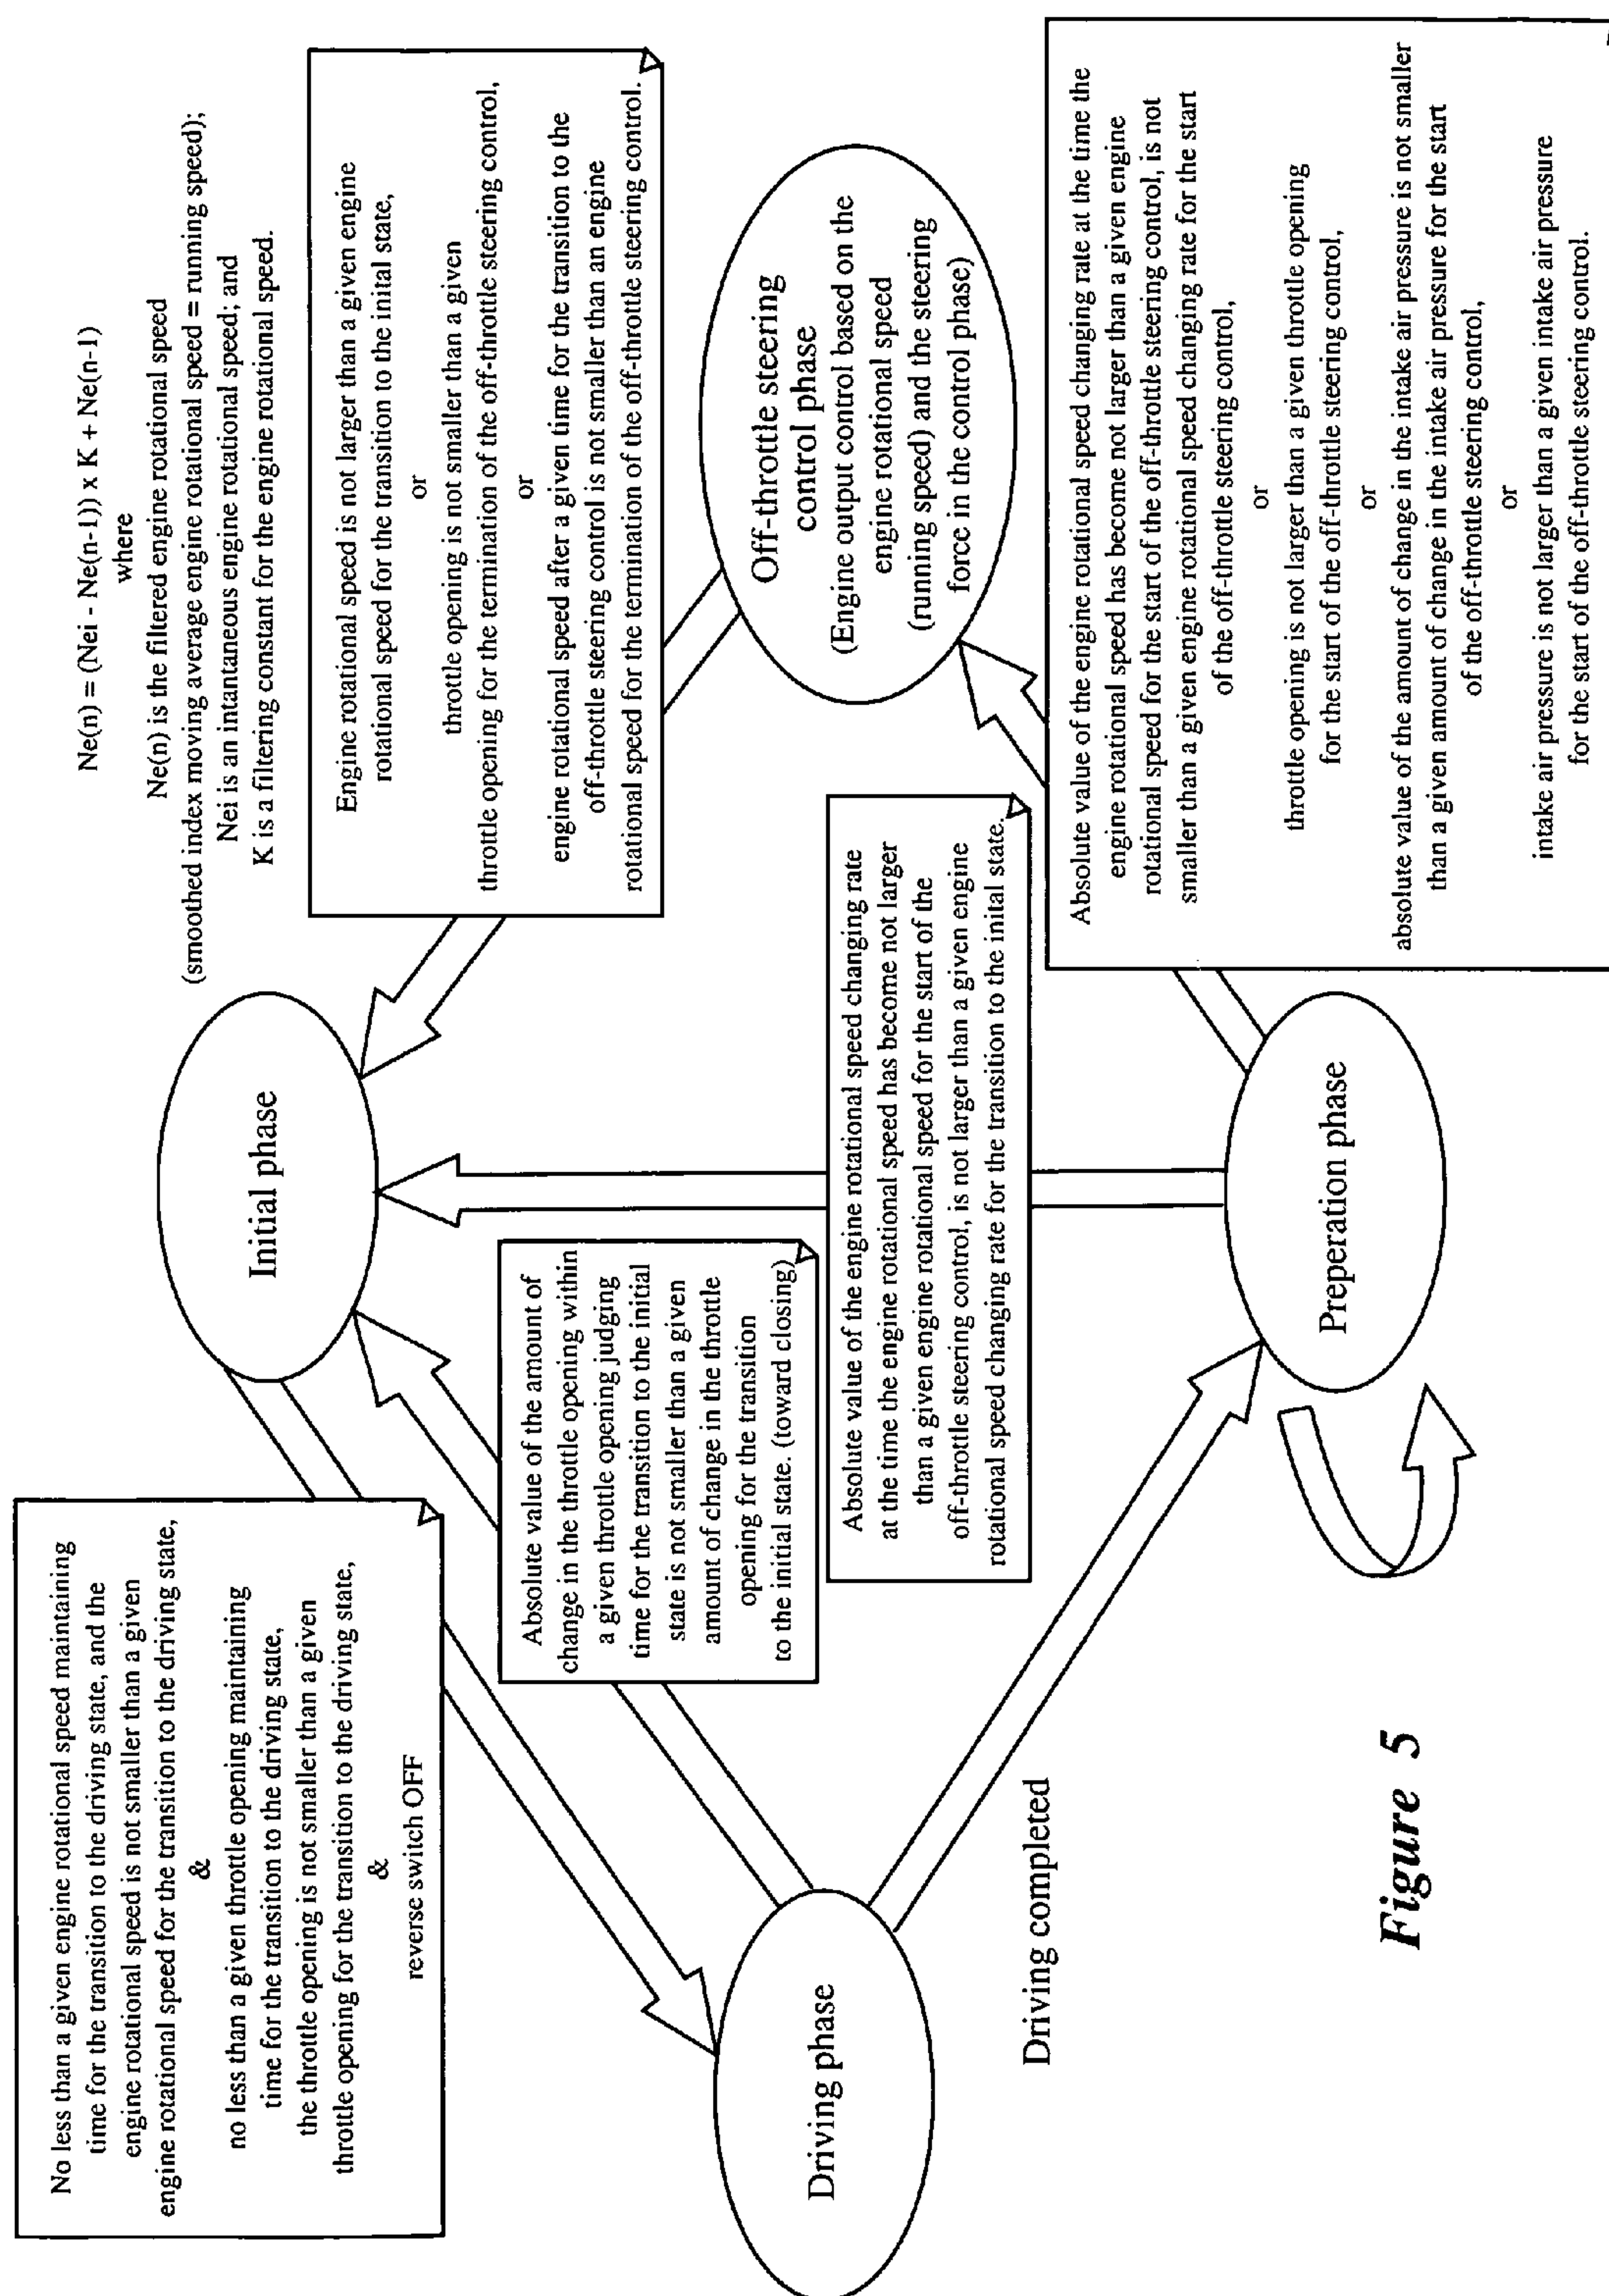 No less than a given engine rotational speed maintaining
time for the transition to the driving state, and the
engine rotational speed is not smaller than a given
engine rotational speed for the transition to the driving state,
&
no less than a given throttle opening maintaining
time for the transition to the driving state,
the throttle opening is not smaller than a given
throttle opening for the transition to the driving state,
&
reverse switch OFF
Ne(n) = (Nei - Ne(n-1)) x K + Ne(n-1)
where
Ne(n) is the filtered engine rotational speed
(smoothed index moving average engine rotational speed = running speed);
Nei is an intantaneous engine rotational speed; and
K is a filtering constant for the engine rotational speed.
Initial phase
Engine rotational speed is not larger than a given engine
rotational speed for the transition to the inital state,
or
throttle opening is not smaller than a given
throttle opening for the termination of the off-throttle steering control,
or
engine rotational speed after a given time for the transition to the
off-throttle steering control is not smaller than an engine
rotational speed for the termination of the off-throttle steering control.
Absolute value of the amount of
change in the throttle opening within
a given throttle opening judging
time for the transition to the initial
state is not smaller than a given
amount of change in the throttle
opening for the transition
to the initial state. (toward closing)
Driving phase
Off-throttle steering
control phase
(Engine output control based on the
engine rotational speed
(running speed) and the steering
force in the control phase)
Absolute value of the engine rotational speed changing rate
at the time the engine rotational speed has become not larger
than a given engine rotational speed for the start of the
off-throttle steering control, is not larger than a given engine
rotational speed changing rate for the transition to the inital state.
Driving completed
Preperation phase
Absolute value of the engine rotational speed changing rate at the time the
engine rotational speed has become not larger than a given engine
rotational speed for the start of the off-throttle steering control, is not
smaller than a given engine rotational speed changing rate for the start
of the off-throttle steering control,
or
throttle opening is not larger than a given throttle opening
for the start of the off-throttle steering control,
or
absolute value of the amount of change in the intake air pressure is not smaller
than a given amount of change in the intake air pressure for the start
of the off-throttle steering control,
or
intake air pressure is not larger than a given intake air pressure
for the start of the off-throttle steering control.
Figure 5